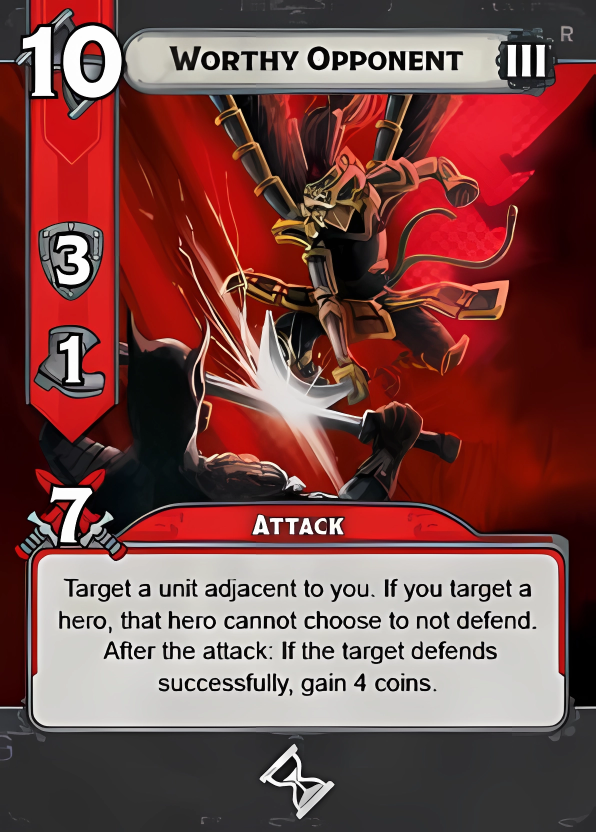 10
WORTHY OPPONENT
III
R
3
1
7
ATTACK
Target a unit adjacent to you. If you target a
hero, that hero cannot choose to not defend.
After the attack: If the target defends
successfully, gain 4 coins.